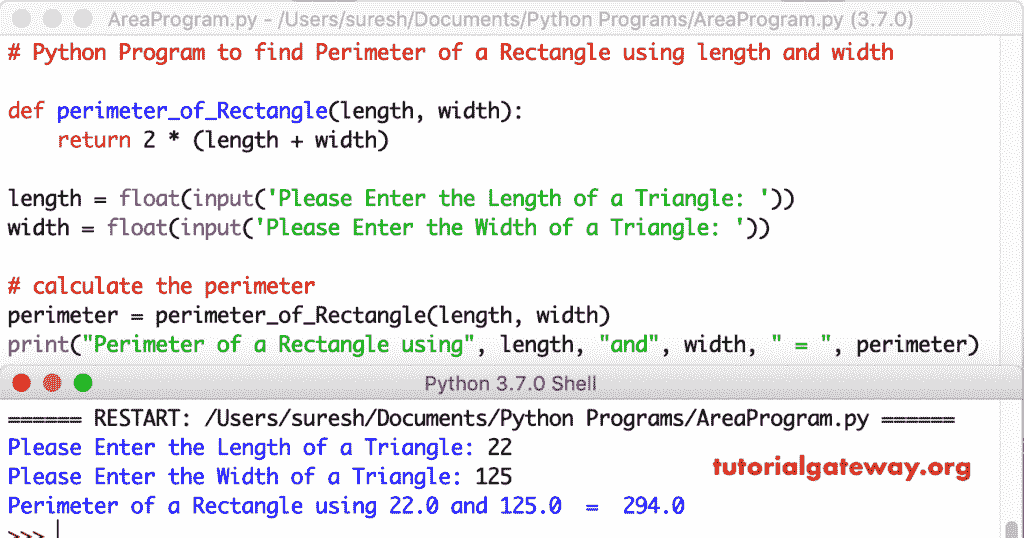 AreaProgram.py - /Users/suresh/Documents/Python Programs/AreaProgram.py (3.7.0)
# Python Program to find Perimeter of a Rectangle using length and width
def perimeter_of_Rectangle(length, width):
    return 2 * (length + width)
length = float(input('Please Enter the Length of a Triangle: '))
width = float(input('Please Enter the Width of a Triangle: '))
# calculate the perimeter
perimeter = perimeter_of_Rectangle(length, width)
print("Perimeter of a Rectangle using", length, "and", width, " = ", perimeter)
Python 3.7.0 Shell
====== RESTART: /Users/suresh/Documents/Python Programs/AreaProgram.py ======
Please Enter the Length of a Triangle: 22
Please Enter the Width of a Triangle: 125
tutorialgateway.org
Perimeter of a Rectangle using 22.0 and 125.0  =  294.0
>>>